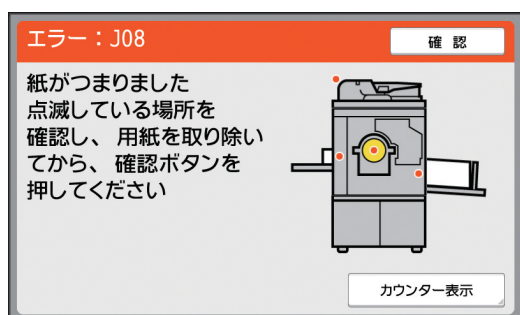 エラー：J08
確 認
紙がつまりました
点滅している場所を
確認し、用紙を取り除い
てから、確認ボタンを
押してください
カウンター表示